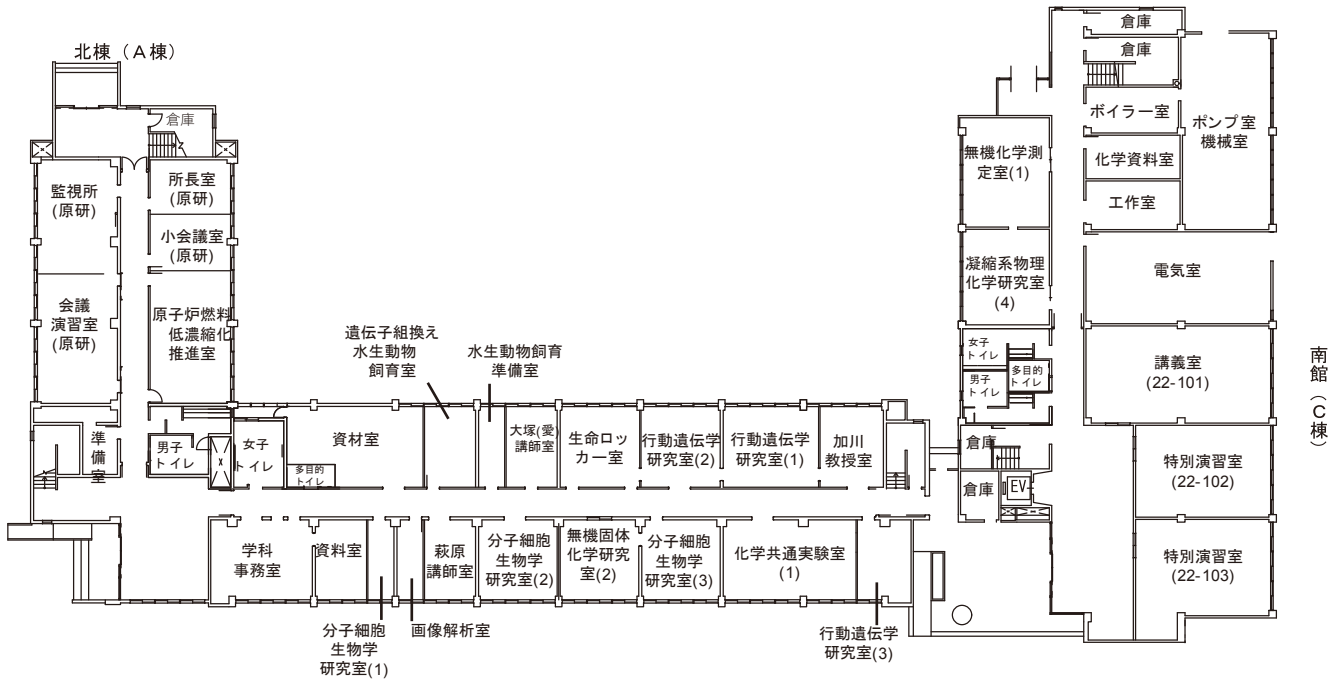 北棟（A棟）
倉庫
監視所
(原研)
所長室
(原研)
小会議室
(原研)
会議
演習室
(原研)
原子炉燃料
低濃縮化
推進室
準備室
男子
トイレ
女子
トイレ
資材室
多目的
トイレ
遺伝子組換え
水生動物
飼育室
水生動物飼育
準備室
大塚(愛)
講師室
生命ロッ
カー室
行動遺伝学
研究室(2)
行動遺伝学
研究室(1)
加川
教授室
学科
事務室
資料室
分子細胞
生物学
研究室(1)
画像解析室
萩原
講師室
分子細胞
生物学
研究室(2)
無機固体
化学研究
室(2)
分子細胞
生物学
研究室(3)
化学共通実験室
(1)
行動遺伝学
研究室(3)
倉庫
倉庫
ボイラー室
ポンプ室
機械室
無機化学測
定室(1)
化学資料室
工作室
凝縮系物理
化学研究室
(4)
電気室
女子
トイレ
多目的
トイレ
男子
トイレ
講義室
(22-101)
倉庫
倉庫
EV
特別演習室
(22-102)
特別演習室
(22-103)
南館（C棟）